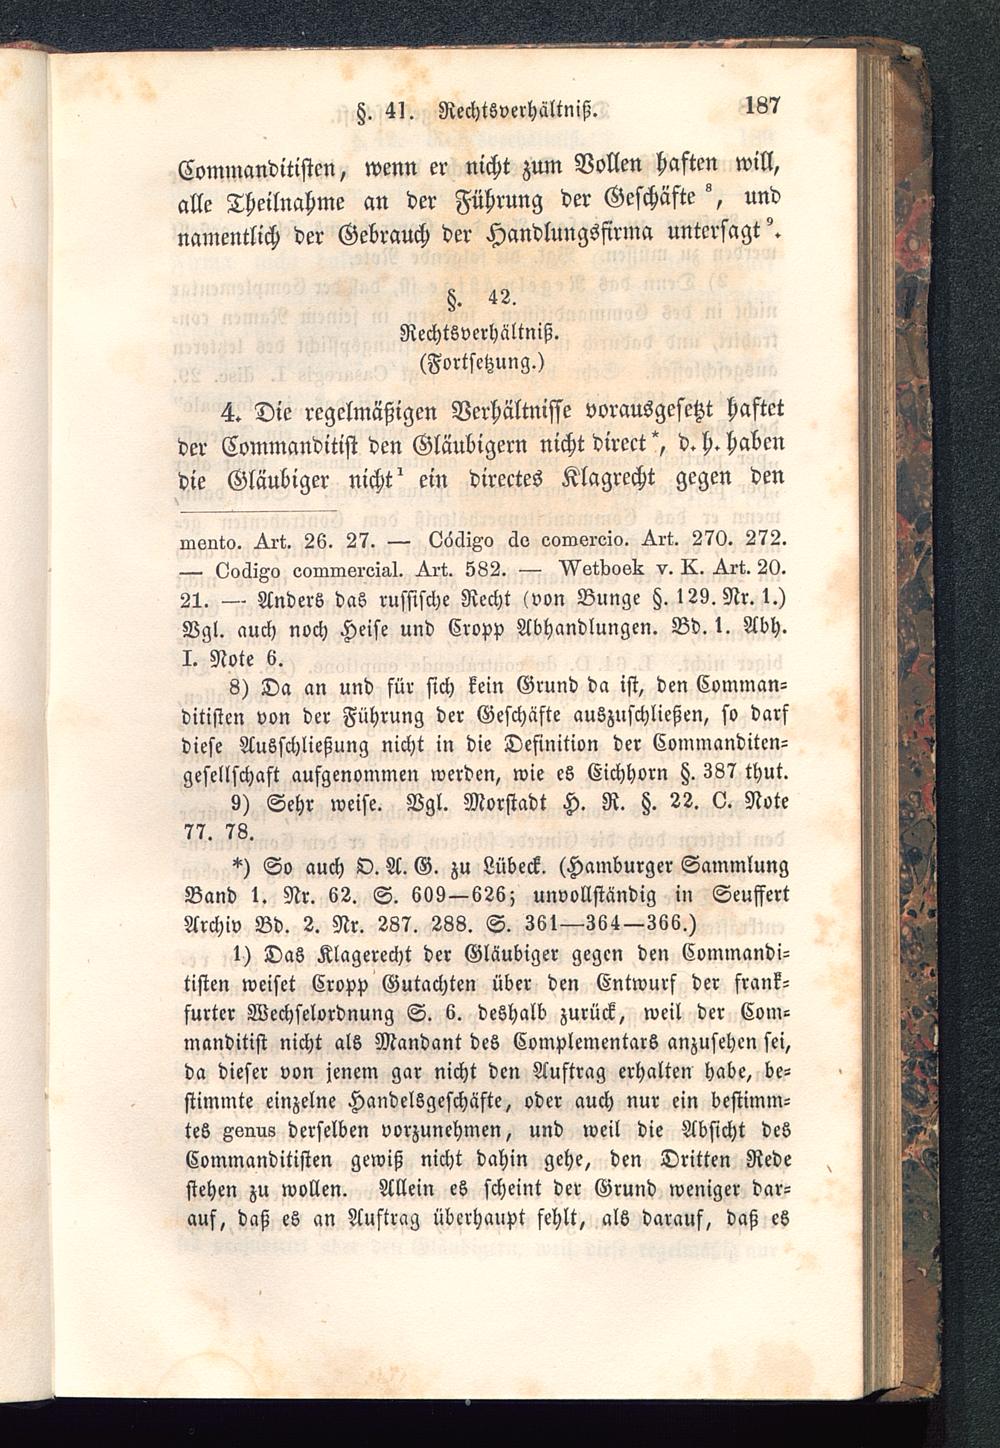 §. 41. Rechtsverhältniß. 187
Commanditisten, wenn er nicht zum Vollen haften will,
alle Theilnahme an der Führung der Geschäfte ⁸, und
namentlich der Gebrauch der Handlungsfirma untersagt ⁹.
§. 42.
Rechtsverhältniß.
(Fortsetzung.)
4. Die regelmäßigen Verhältnisse vorausgesetzt haftet
der Commanditist den Gläubigern nicht direct *, d. h. haben
die Gläubiger nicht ¹ ein directes Klagrecht gegen den
mento. Art. 26. 27. — Código de comercio. Art. 270. 272.
— Codigo commercial. Art. 582. — Wetboek v. K. Art. 20.
21. — Anders das russische Recht (von Bunge §. 129. Nr. 1.)
Vgl. auch noch Heise und Cropp Abhandlungen. Bd. 1. Abh.
I. Note 6.
8) Da an und für sich kein Grund da ist, den Comman-
ditisten von der Führung der Geschäfte auszuschließen, so darf
diese Ausschließung nicht in die Definition der Commanditen-
gesellschaft aufgenommen werden, wie es Eichhorn §. 387 thut.
9) Sehr weise. Vgl. Morstadt H. R. §. 22. C. Note
77. 78.
*) So auch O. A. G. zu Lübeck. (Hamburger Sammlung
Band 1. Nr. 62. S. 609—626; unvollständig in Seuffert
Archiv Bd. 2. Nr. 287. 288. S. 361—364—366.)
1) Das Klagerecht der Gläubiger gegen den Commandi-
tisten weiset Cropp Gutachten über den Entwurf der frank-
furter Wechselordnung S. 6. deshalb zurück, weil der Com-
manditist nicht als Mandant des Complementars anzusehen sei,
da dieser von jenem gar nicht den Auftrag erhalten habe, be-
stimmte einzelne Handelsgeschäfte, oder auch nur ein bestimm-
tes genus derselben vorzunehmen, und weil die Absicht des
Commanditisten gewiß nicht dahin gehe, den Dritten Rede
stehen zu wollen. Allein es scheint der Grund weniger dar-
auf, daß es an Auftrag überhaupt fehlt, als darauf, daß es